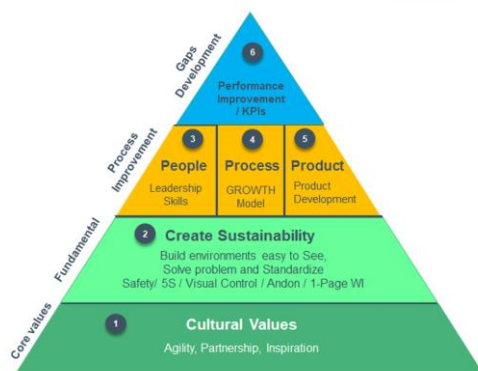 Gaps
Development
6
Performance
Improvement
/ KPIs
Process
Improvement
3
People
Leadership
Skills
4
Process
GROWTH
Model
5
Product
Product
Development
Fundamental
2
Create Sustainability
Build environments easy to See,
Solve problem and Standardize
Safety/ 5S / Visual Control / Andon / 1-Page WI
Core values
1
Cultural Values
Agility, Partnership, Inspiration